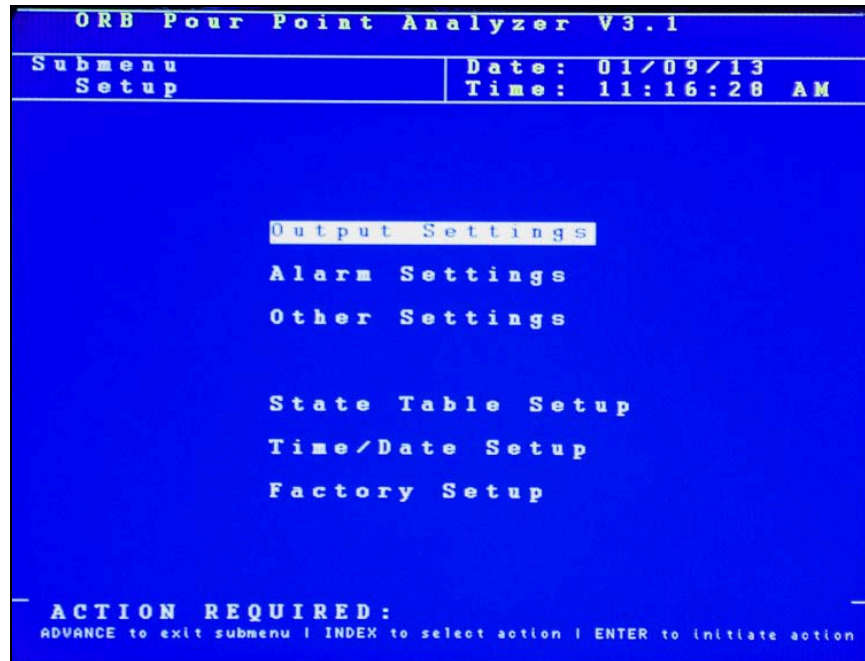 ORB Pour Point Analyzer V3.1
Submenu
Setup
Date: 01/09/13
Time: 11:16:28 AM
Output Settings
Alarm Settings
Other Settings
State Table Setup
Time/Date Setup
Factory Setup
ACTION REQUIRED:
ADVANCE to exit submenu | INDEX to select action | ENTER to initiate action